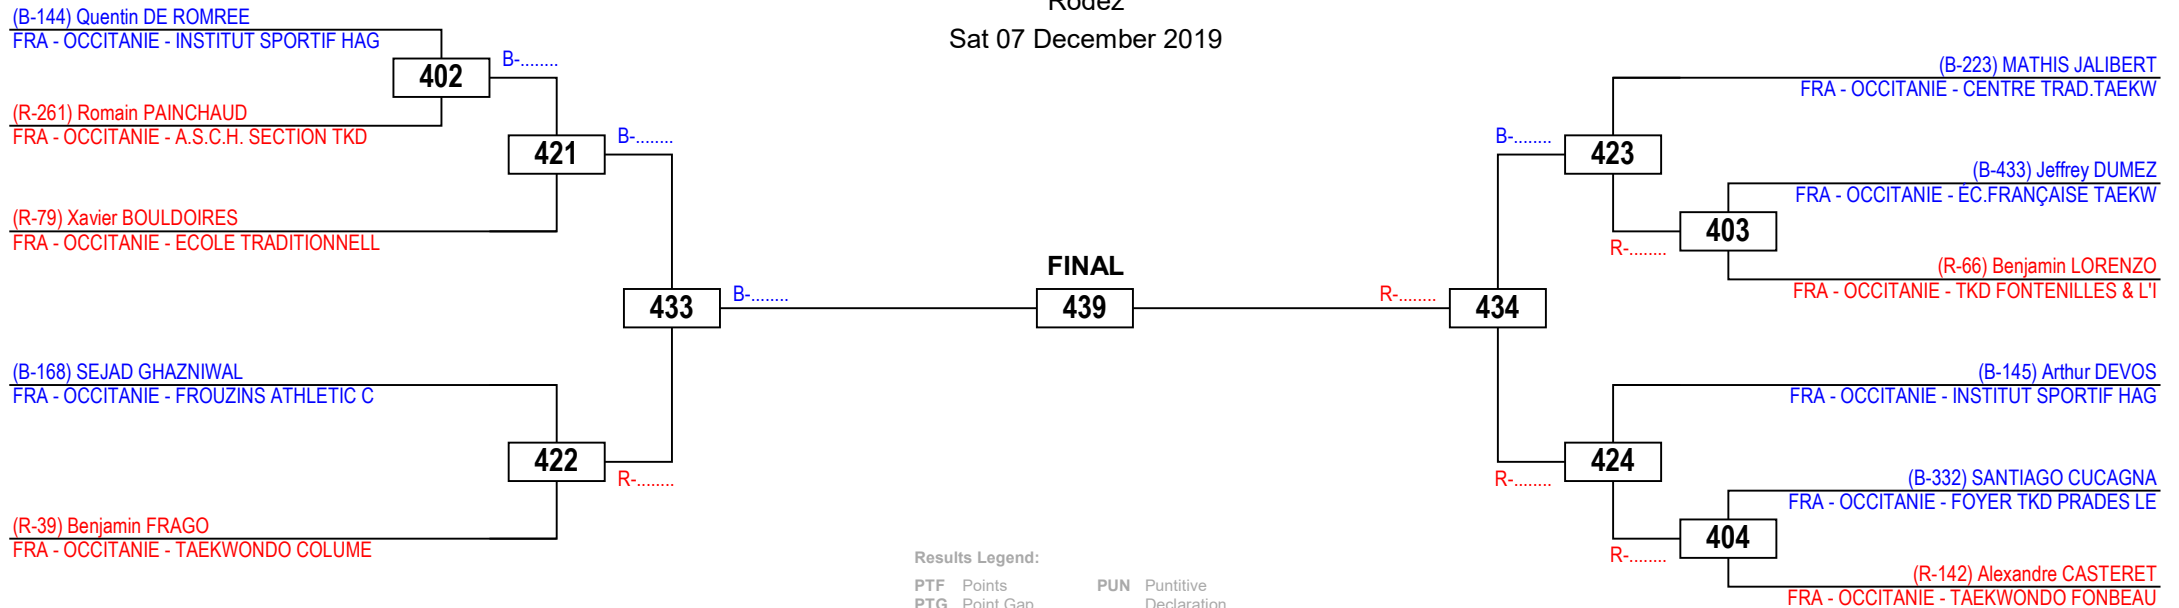 Rodez
Sat 07 December 2019
(B-144) Quentin DE ROMREE
FRA - OCCITANIE - INSTITUT SPORTIF HAG
B-........
402
(R-261) Romain PAINCHAUD
FRA - OCCITANIE - A.S.C.H. SECTION TKD
B-........
421
(R-79) Xavier BOULDOIRES
FRA - OCCITANIE - ECOLE TRADITIONNELL
433
B-........
(B-168) SEJAD GHAZNIWAL
FRA - OCCITANIE - FROUZINS ATHLETIC C
422
R-........
(R-39) Benjamin FRAGO
FRA - OCCITANIE - TAEKWONDO COLUME
FINAL
439
(B-223) MATHIS JALIBERT
FRA - OCCITANIE - CENTRE TRAD.TAEKW
B-........
423
(B-433) Jeffrey DUMEZ
FRA - OCCITANIE - ÉC.FRANÇAISE TAEKW
403
R-........
(R-66) Benjamin LORENZO
FRA - OCCITANIE - TKD FONTENILLES & L'I
R-........
434
(B-145) Arthur DEVOS
FRA - OCCITANIE - INSTITUT SPORTIF HAG
424
R-........
(B-332) SANTIAGO CUCAGNA
FRA - OCCITANIE - FOYER TKD PRADES LE
404
R-........
(R-142) Alexandre CASTERET
FRA - OCCITANIE - TAEKWONDO FONBEAU
Results Legend:
PTF Points PUN Puntitive
PTG Point Gap Declaration